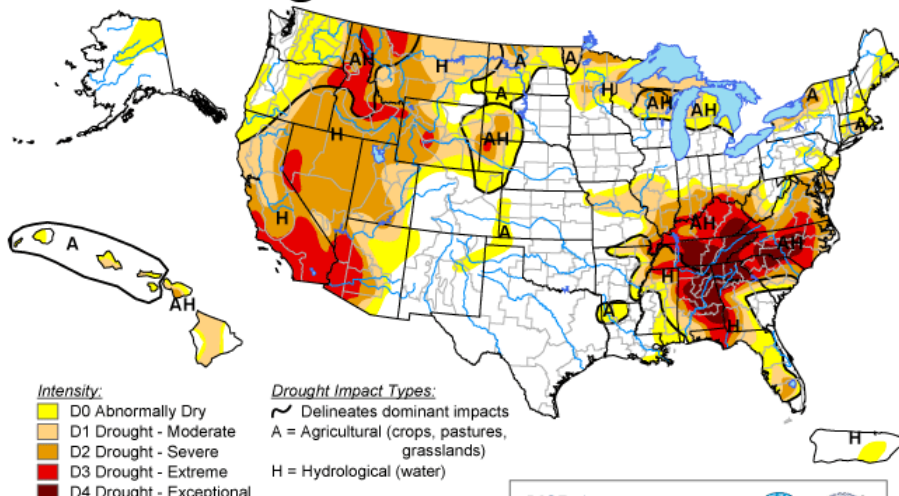 AH
H
A
A
A
H
AH
AH
A
A
AH
H
H
A
AH
AH
H
A
H
A
AH
H
Intensity:
D0 Abnormally Dry
D1 Drought - Moderate
D2 Drought - Severe
D3 Drought - Extreme
D4 Drought - Exceptional
Drought Impact Types:
Delineates dominant impacts
A = Agricultural (crops, pastures,
grasslands)
H = Hydrological (water)